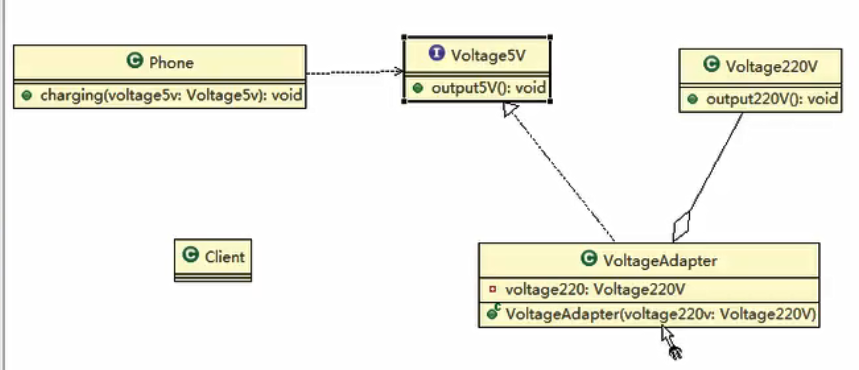 Phone
charging(voltage5v: Voltage5v): void
Voltage5V
output5V(): void
Voltage220V
output220V(): void
Client
VoltageAdapter
voltage220: Voltage220V
VoltageAdapter(voltage220v: Voltage220V)